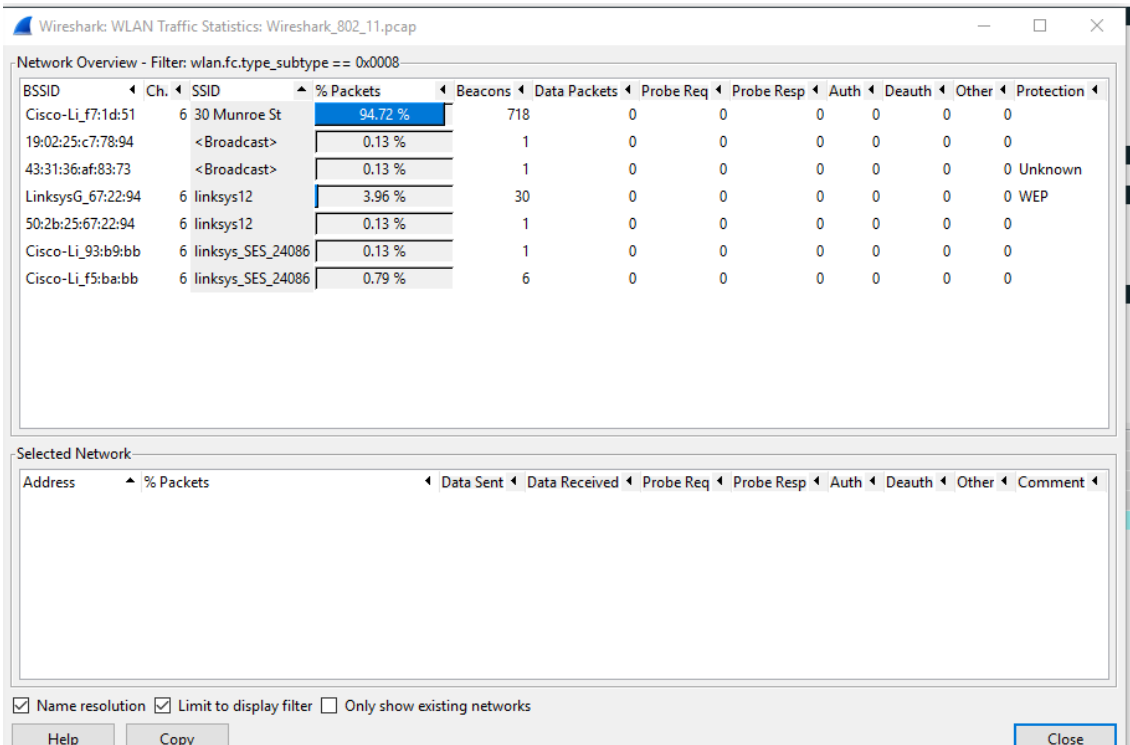 Wireshark: WLAN Traffic Statistics: Wireshark_802_11.pcap
Network Overview - Filter: wlan.fc.type_subtype == 0x0008
BSSID Ch. SSID % Packets Beacons Data Packets Probe Req Probe Resp Auth Deauth Other Protection
Cisco-Li_f7:1d:51 6 30 Munroe St 94.72 % 718 0 0 0 0 0 0
19:02:25:c7:78:94 <Broadcast> 0.13 % 1 0 0 0 0 0 0
43:31:36:af:83:73 <Broadcast> 0.13 % 1 0 0 0 0 0 0 Unknown
LinksysG_67:22:94 6 linksys12 3.96 % 30 0 0 0 0 0 0 WEP
50:2b:25:67:22:94 6 linksys12 0.13 % 1 0 0 0 0 0 0
Cisco-Li_93:b9:bb 6 linksys_SES_24086 0.13 % 1 0 0 0 0 0 0
Cisco-Li_f5:ba:bb 6 linksys_SES_24086 0.79 % 6 0 0 0 0 0 0
Selected Network
Address % Packets Data Sent Data Received Probe Req Probe Resp Auth Deauth Other Comment
Name resolution Limit to display filter Only show existing networks
Help Copy Close